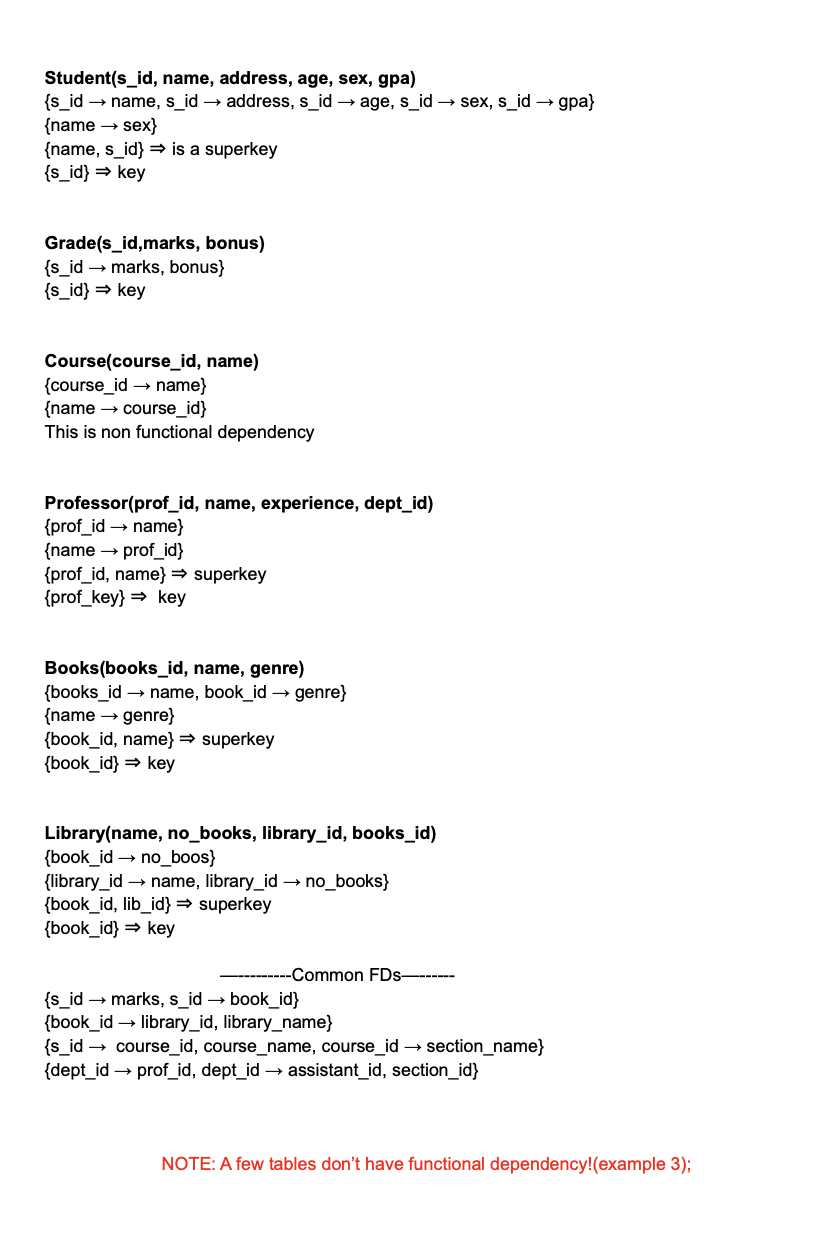 Student(s_id, name, address, age, sex, gpa)
{s_id → name, s_id → address, s_id → age, s_id → sex, s_id → gpa}
{name → sex}
{name, s_id} ⇒ is a superkey
{s_id} ⇒ key
Grade(s_id,marks, bonus)
{s_id → marks, bonus}
{s_id} ⇒ key
Course(course_id, name)
{course_id → name}
{name → course_id}
This is non functional dependency
Professor(prof_id, name, experience, dept_id)
{prof_id → name}
{name → prof_id}
{prof_id, name} ⇒ superkey
{prof_key} ⇒  key
Books(books_id, name, genre)
{books_id → name, book_id → genre}
{name → genre}
{book_id, name} ⇒ superkey
{book_id} ⇒ key
Library(name, no_books, library_id, books_id)
{book_id → no_boos}
{library_id → name, library_id → no_books}
{book_id, lib_id} ⇒ superkey
{book_id} ⇒ key
—---------Common FDs—-------
{s_id → marks, s_id → book_id}
{book_id → library_id, library_name}
{s_id →  course_id, course_name, course_id → section_name}
{dept_id → prof_id, dept_id → assistant_id, section_id}
NOTE: A few tables don’t have functional dependency!(example 3);